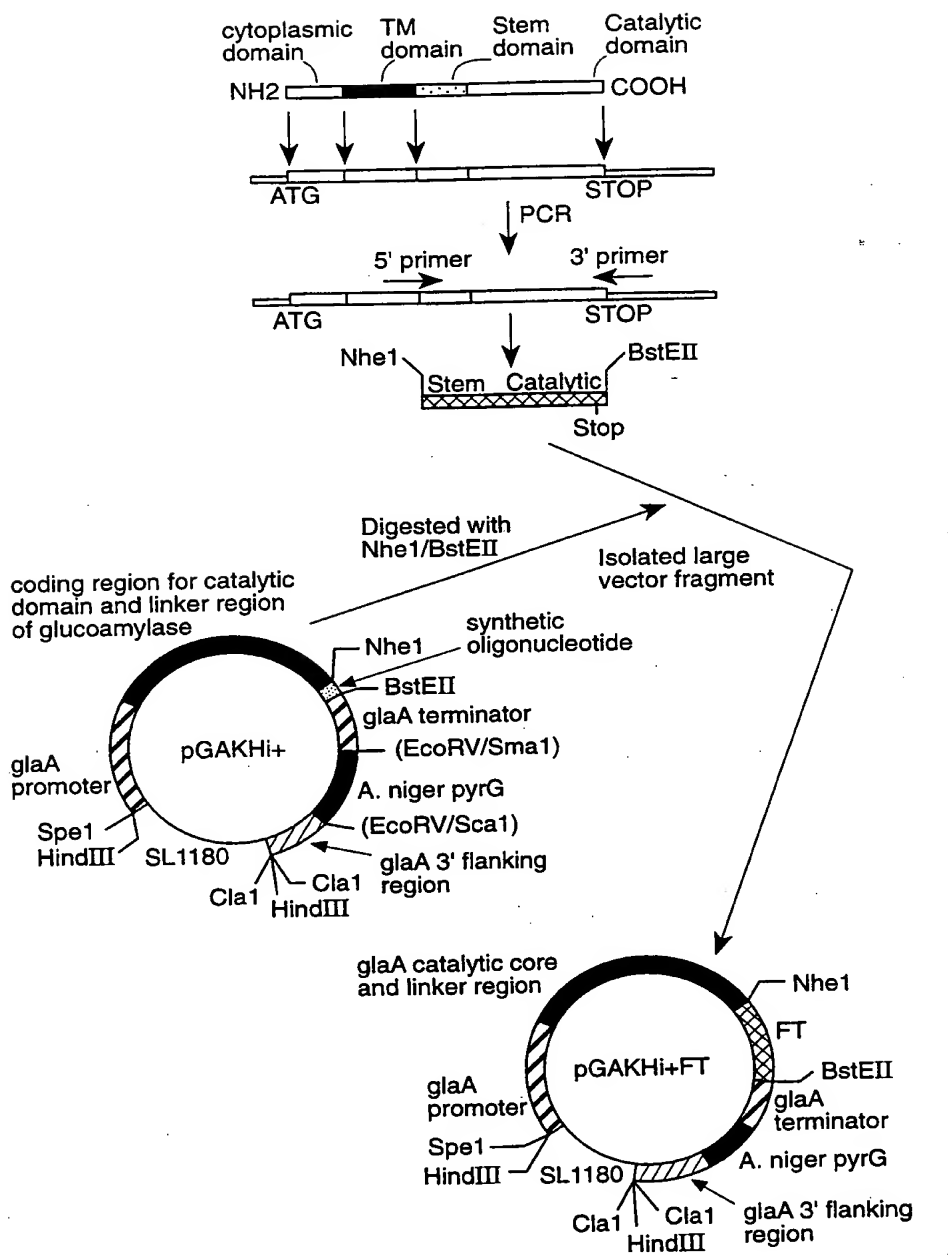 cytoplasmic
domain
TM
domain
Stem
domain
Catalytic
domain
NH2
COOH
ATG
STOP
PCR
5' primer
3' primer
ATG
STOP
Nhe1
BstEII
Stem Catalytic
Stop
Digested with
Nhe1/BstEII
Isolated large
vector fragment
coding region for catalytic
domain and linker region
of glucoamylase
synthetic
oligonucleotide
Nhe1
BstEII
glaA terminator
(EcoRV/Sma1)
pGAKHi+
glaA
promoter
A. niger pyrG
(EcoRV/Sca1)
Spe1
HindIII
SL1180
glaA 3' flanking
region
Cla1
Cla1
HindIII
glaA catalytic core
and linker region
Nhe1
FT
pGAKHi+FT
BstEII
glaA
promoter
glaA
terminator
Spe1
HindIII
SL1180
A. niger pyrG
Cla1
Cla1
HindIII
glaA 3' flanking
region